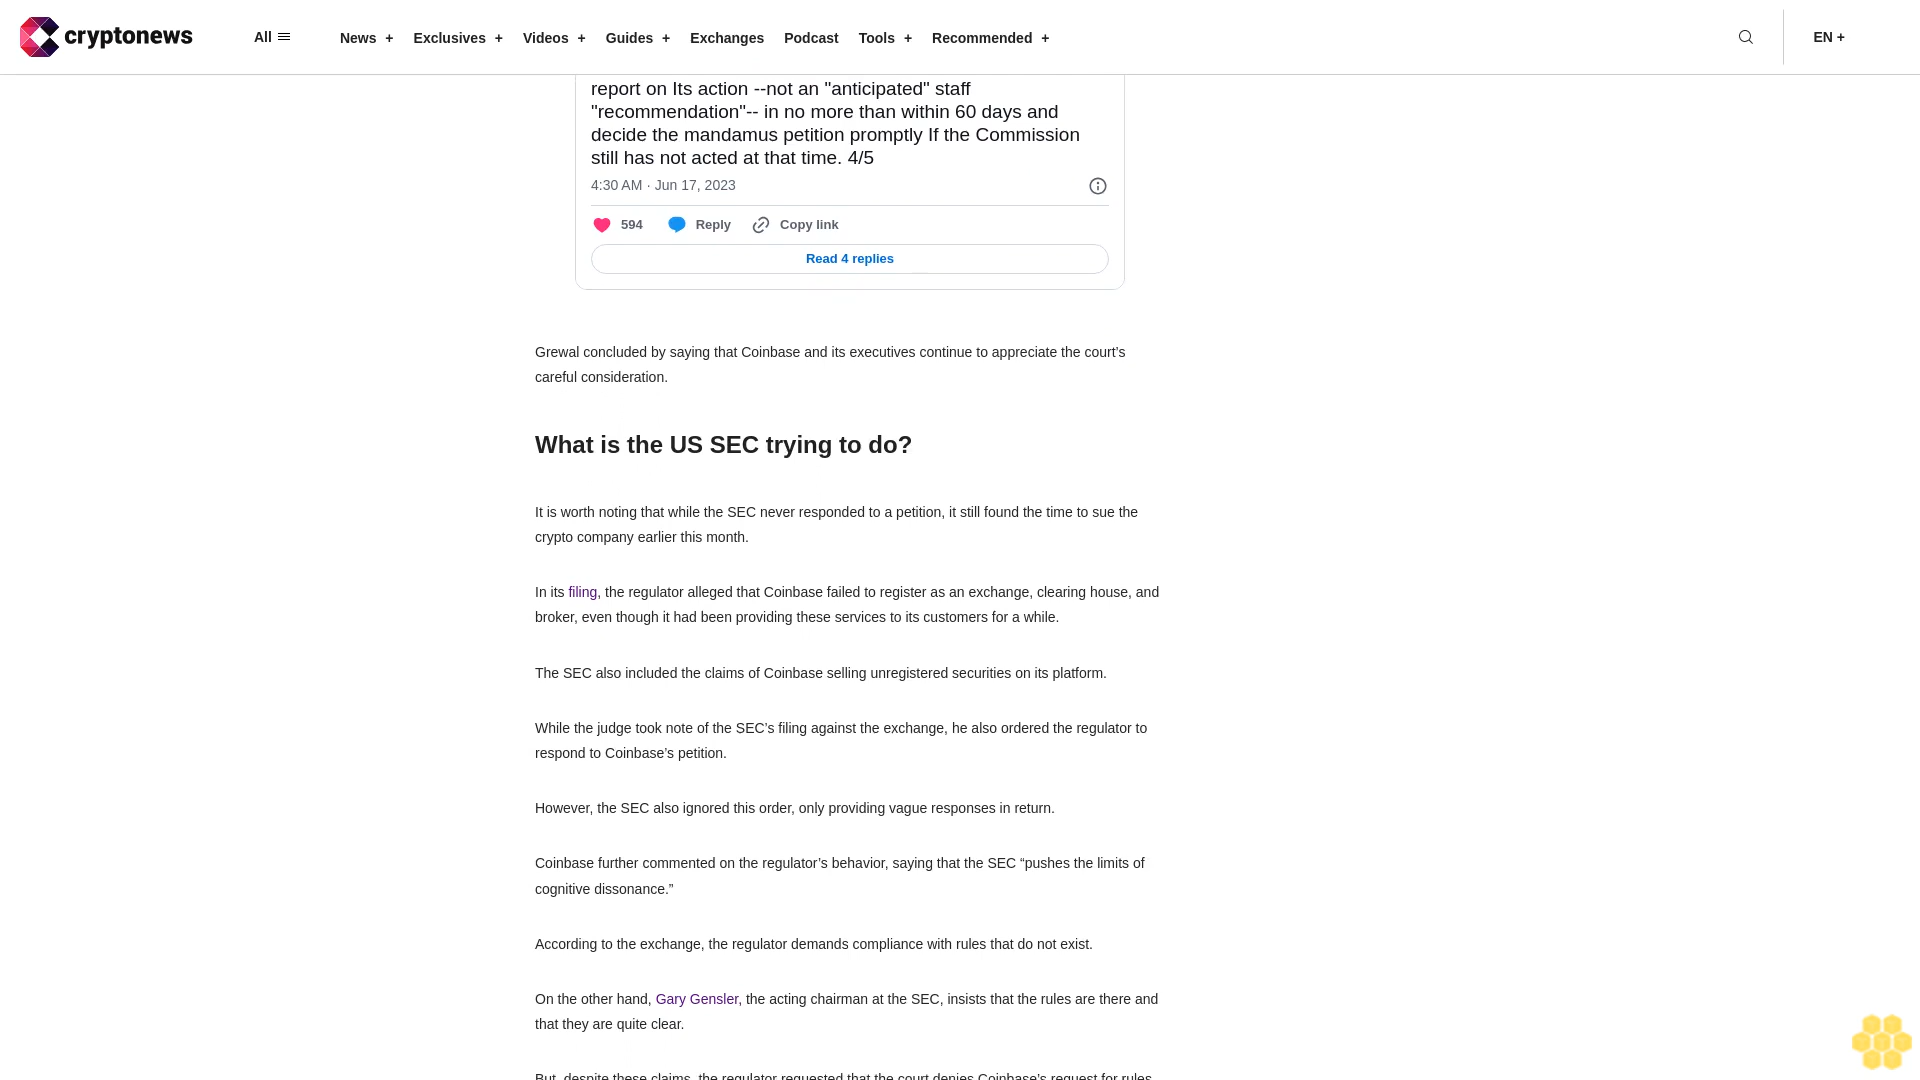 cryptonews
All
News +
Exclusives +
Videos +
Guides +
Exchanges
Podcast
Tools +
Recommended +
EN +
report on Its action --not an "anticipated" staff
"recommendation"-- in no more than within 60 days and
decide the mandamus petition promptly If the Commission
still has not acted at that time. 4/5
4:30 AM · Jun 17, 2023
594
Reply
Copy link
Read 4 replies
Grewal concluded by saying that Coinbase and its executives continue to appreciate the court’s
careful consideration.
What is the US SEC trying to do?
It is worth noting that while the SEC never responded to a petition, it still found the time to sue the
crypto company earlier this month.
In its filing, the regulator alleged that Coinbase failed to register as an exchange, clearing house, and
broker, even though it had been providing these services to its customers for a while.
The SEC also included the claims of Coinbase selling unregistered securities on its platform.
While the judge took note of the SEC’s filing against the exchange, he also ordered the regulator to
respond to Coinbase’s petition.
However, the SEC also ignored this order, only providing vague responses in return.
Coinbase further commented on the regulator’s behavior, saying that the SEC “pushes the limits of
cognitive dissonance.”
According to the exchange, the regulator demands compliance with rules that do not exist.
On the other hand, Gary Gensler, the acting chairman at the SEC, insists that the rules are there and
that they are quite clear.
But, despite these claims, the regulator requested that the court denies Coinbase’s request for rules